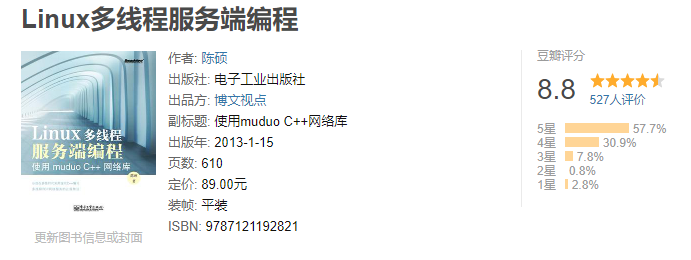 Linux多线程服务端编程
Linux 多线程
服务端编程
使用 muduo C++ 网络库
更新图书信息或封面
作者: 陈硕
出版社: 电子工业出版社
出品方: 博文视点
副标题: 使用muduo C++网络库
出版年: 2013-1-15
页数: 610
定价: 89.00元
装帧: 平装
ISBN: 9787121192821
豆瓣评分
8.8
527人评价
5星 57.7%
4星 30.9%
3星 7.8%
2星 0.8%
1星 2.8%